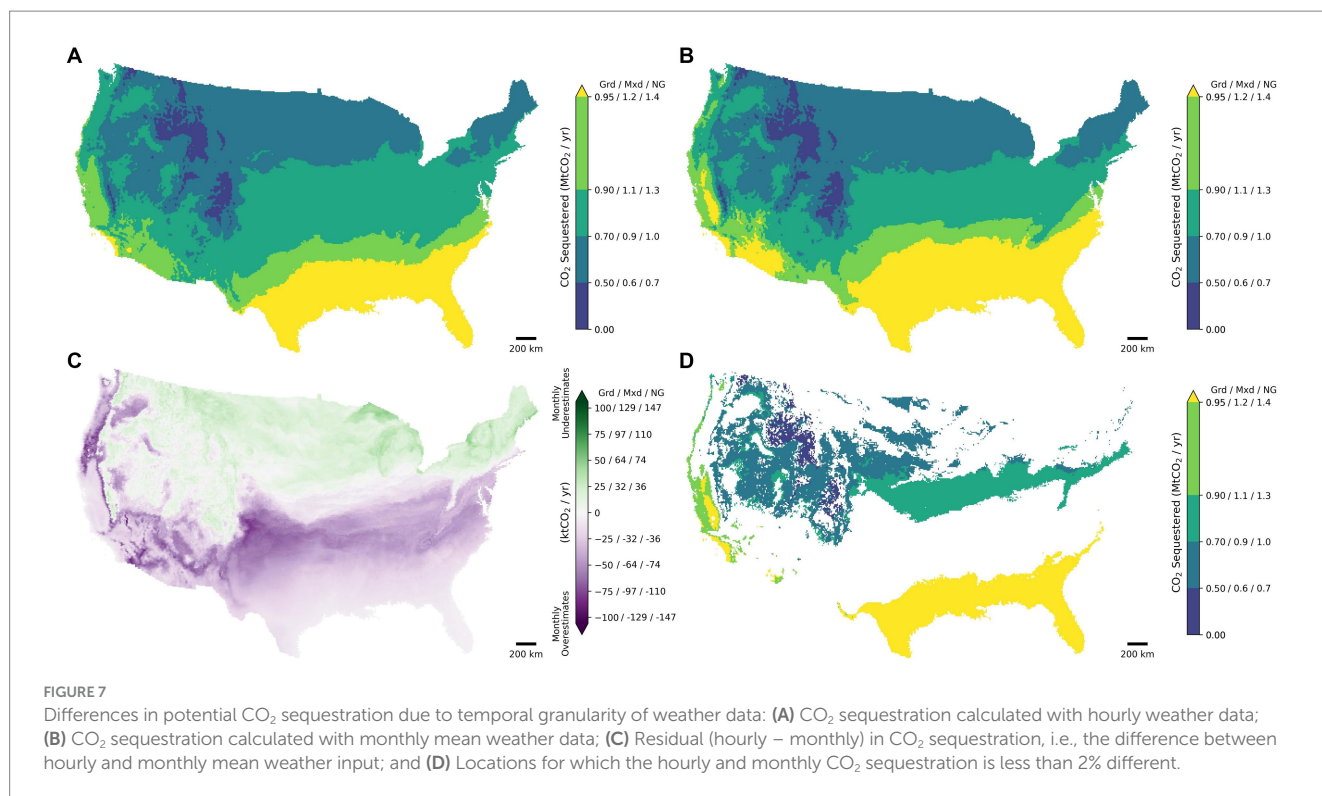 A
Grd / Mxd / NG
0.95 / 1.2 / 1.4
0.90 / 1.1 / 1.3
0.70 / 0.9 / 1.0
0.50 / 0.6 / 0.7
0.00
CO₂ Sequestered (MtCO₂ / yr)
200 km
B
Grd / Mxd / NG
0.95 / 1.2 / 1.4
0.90 / 1.1 / 1.3
0.70 / 0.9 / 1.0
0.50 / 0.6 / 0.7
0.00
CO₂ Sequestered (MtCO₂ / yr)
200 km
C
Monthly
Underestimates
Grd / Mxd / NG
100 / 129 / 147
75 / 97 / 110
50 / 64 / 74
25 / 32 / 36
0
−25 / -32 / -36
−50 / -64 / -74
−75 / -97 / -110
−100 / -129 / -147
(ktCO₂ / yr)
Monthly
Overestimates
200 km
D
Grd / Mxd / NG
0.95 / 1.2 / 1.4
0.90 / 1.1 / 1.3
0.70 / 0.9 / 1.0
0.50 / 0.6 / 0.7
0.00
CO₂ Sequestered (MtCO₂ / yr)
200 km
FIGURE 7
Differences in potential CO₂ sequestration due to temporal granularity of weather data: (A) CO₂ sequestration calculated with hourly weather data;
(B) CO₂ sequestration calculated with monthly mean weather data; (C) Residual (hourly – monthly) in CO₂ sequestration, i.e., the difference between
hourly and monthly mean weather input; and (D) Locations for which the hourly and monthly CO₂ sequestration is less than 2% different.